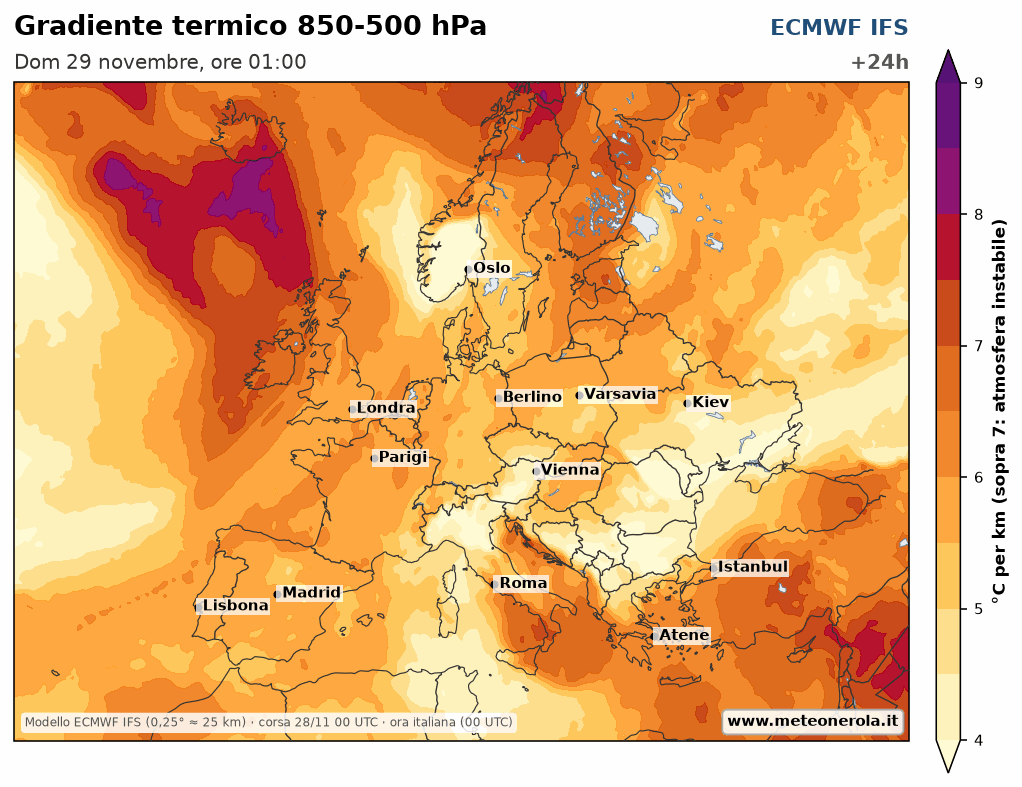 Gradiente termico 850-500 hPa
ECMWF IFS
Dom 29 novembre, ore 01:00
+24h
9
8
7
6
5
4
°C per km (sopra 7: atmosfera instabile)
Oslo
Berlino
Varsavia
Kiev
Londra
Parigi
Vienna
Istanbul
Roma
Madrid
Lisbona
Atene
Modello ECMWF IFS (0,25° ≈ 25 km) · corsa 28/11 00 UTC · ora italiana (00 UTC)
www.meteonerola.it